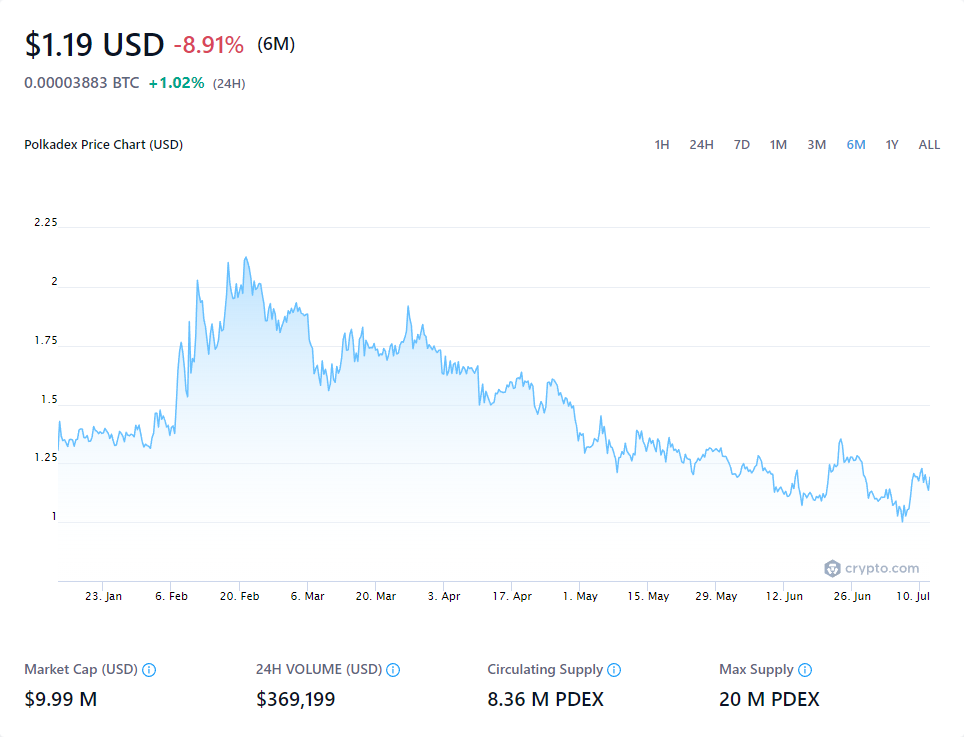 $1.19 USD -8.91% (6M)
0.00003883 BTC +1.02% (24H)
Polkadex Price Chart (USD) 1H 24H 7D 1M 3M 6M 1Y ALL
2.25
2
1.75
1.5
1.25
1
crypto.com
23. Jan 6. Feb 20. Feb 6. Mar 20. Mar 3. Apr 17. Apr 1. May 15. May 29. May 12. Jun 26. Jun 10. Jul
Market Cap (USD) 24H VOLUME (USD) Circulating Supply Max Supply
$9.99 M $369,199 8.36 M PDEX 20 M PDEX